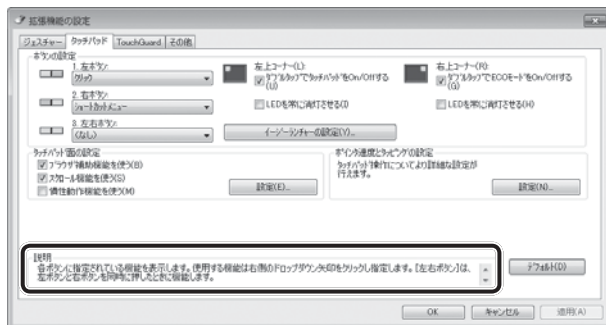 拡張機能の設定
ジェスチャー タッチパッド TouchGuard その他
ボタンの設定
1. 左ボタン:
クリック
2. 右ボタン:
ショートカットメニュー
3. 左右ボタン:
(なし)
左上コーナー(L):
ダブルタップでタッチパッドをOn/Offする(U)
LEDを常に消灯させる(J)
右上コーナー(R):
ダブルタップでECOモードをOn/Offする(G)
LEDを常に消灯させる(H)
イージーランチャーの設定(Y)...
タッチパッド面の設定
ブラウザ補助機能を使う(B)
スクロール機能を使う(S)
慣性動作機能を使う(M)
設定(E)...
ポインタ速度とタッピングの設定
タッチパッド動作についてより詳細な設定が
行えます。
設定(N)...
説明
各ボタンに指定されている機能を表示します。使用する機能は右側のドロップダウン矢印をクリックし指定します。[左右ボタン]は、
左ボタンと右ボタンを同時に押したときに機能します。
デフォルト(D)
OK キャンセル 適用(A)